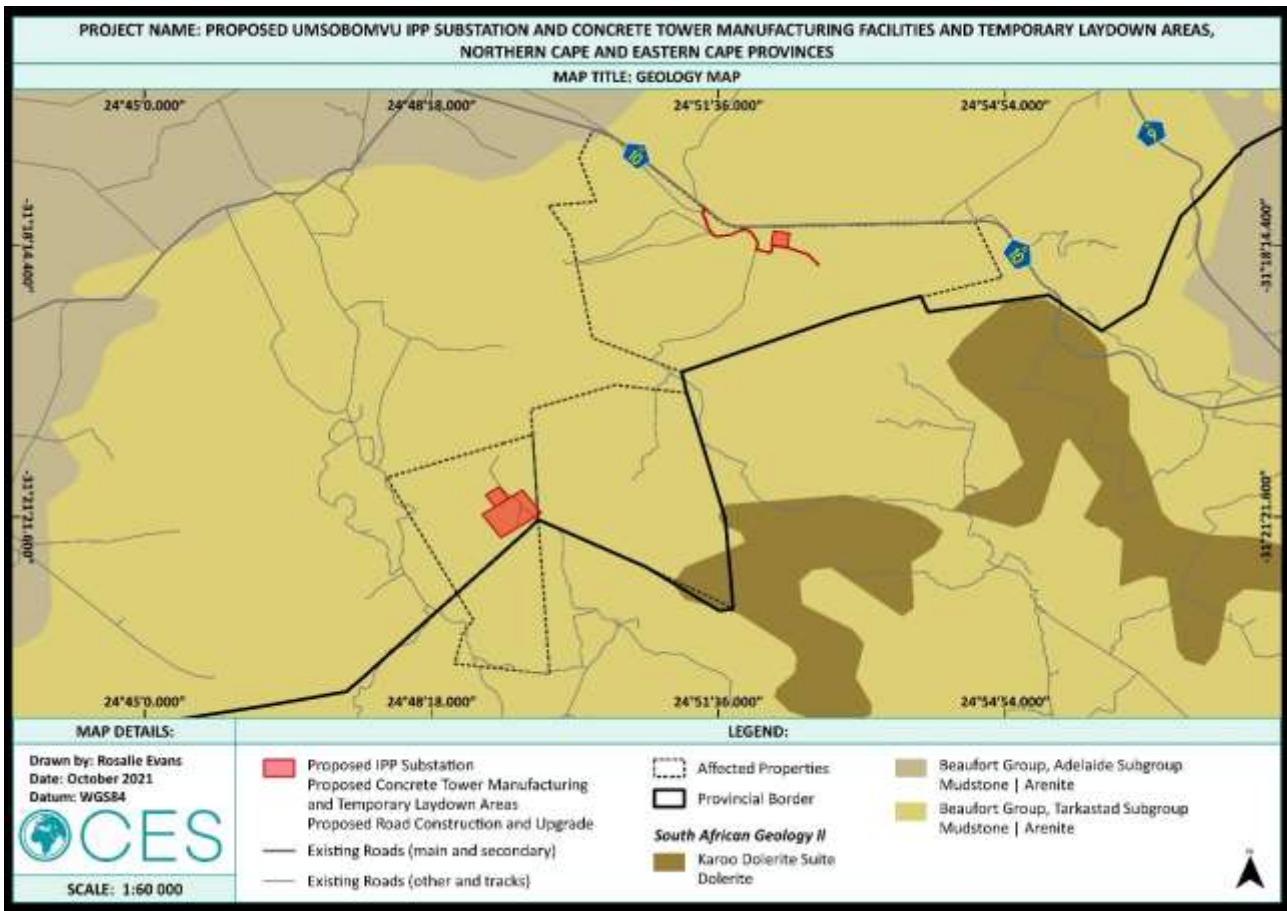 PROJECT NAME: PROPOSED UMSOBOMVU IPP SUBSTATION AND CONCRETE TOWER MANUFACTURING FACILITIES AND TEMPORARY LAYDOWN AREAS,
NORTHERN CAPE AND EASTERN CAPE PROVINCES
MAP TITLE: GEOLOGY MAP
24°45'0.000"
24°48'18.000"
24°51'36.000"
24°54'54.000"
10
9
10
-31°18'14.400"
-31°18'14.400"
-31°21'21.600"
-31°21'21.600"
24°45'0.000"
24°48'18.000"
24°51'36.000"
24°54'54.000"
MAP DETAILS:
Drawn by: Rosalie Evans
Date: October 2021
Datum: WGS84
CES
SCALE: 1:60 000
LEGEND:
Proposed IPP Substation
Proposed Concrete Tower Manufacturing
and Temporary Laydown Areas
Proposed Road Construction and Upgrade
Existing Roads (main and secondary)
Existing Roads (other and tracks)
Affected Properties
Provincial Border
South African Geology II
Karoo Dolerite Suite
Dolerite
Beaufort Group, Adelaide Subgroup
Mudstone | Arenite
Beaufort Group, Tarkastad Subgroup
Mudstone | Arenite